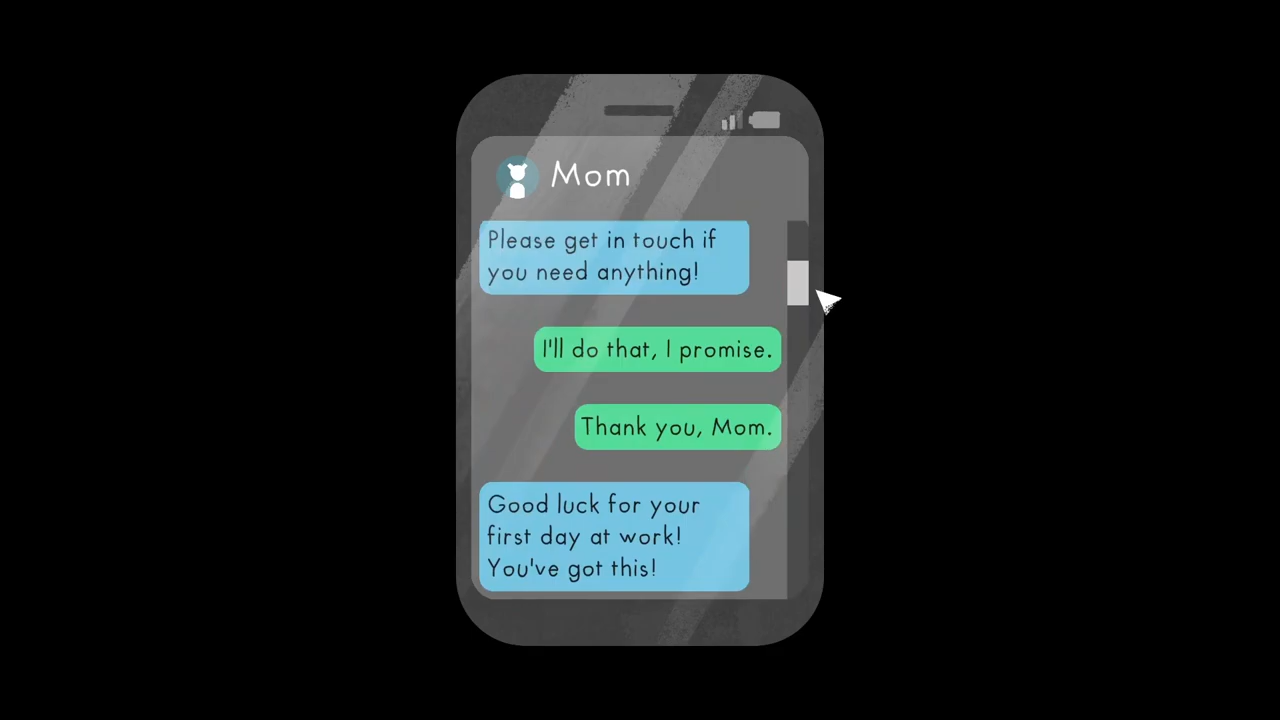 Mom
Please get in touch if
you need anything!
I'll do that, I promise.
Thank you, Mom.
Good luck for your
first day at work!
You've got this!